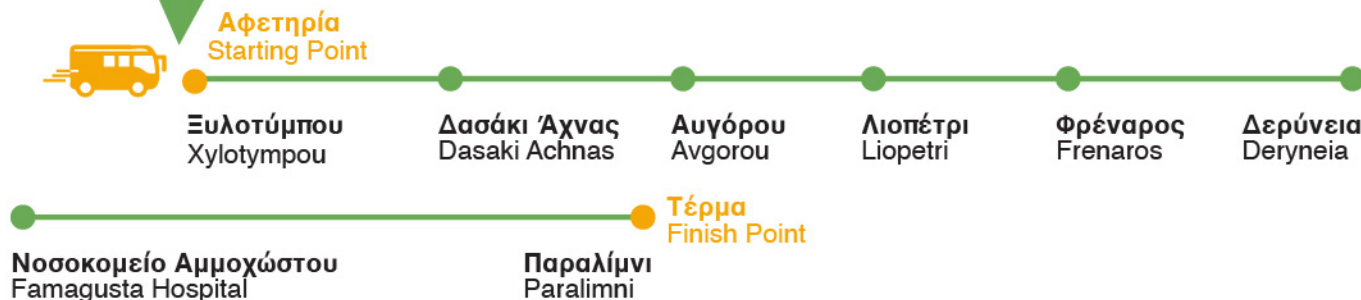 Αφετηρία
Starting Point
Ξυλοτύμπου
Xylotympou
Δασάκι Άχνας
Dasaki Achnas
Αυγόρου
Avgorou
Λιοπέτρι
Liopetri
Φρέναρος
Frenaros
Δερύνεια
Deryneia
Τέρμα
Finish Point
Νοσοκομείο Αμμοχώστου
Famagusta Hospital
Παραλίμνι
Paralimni